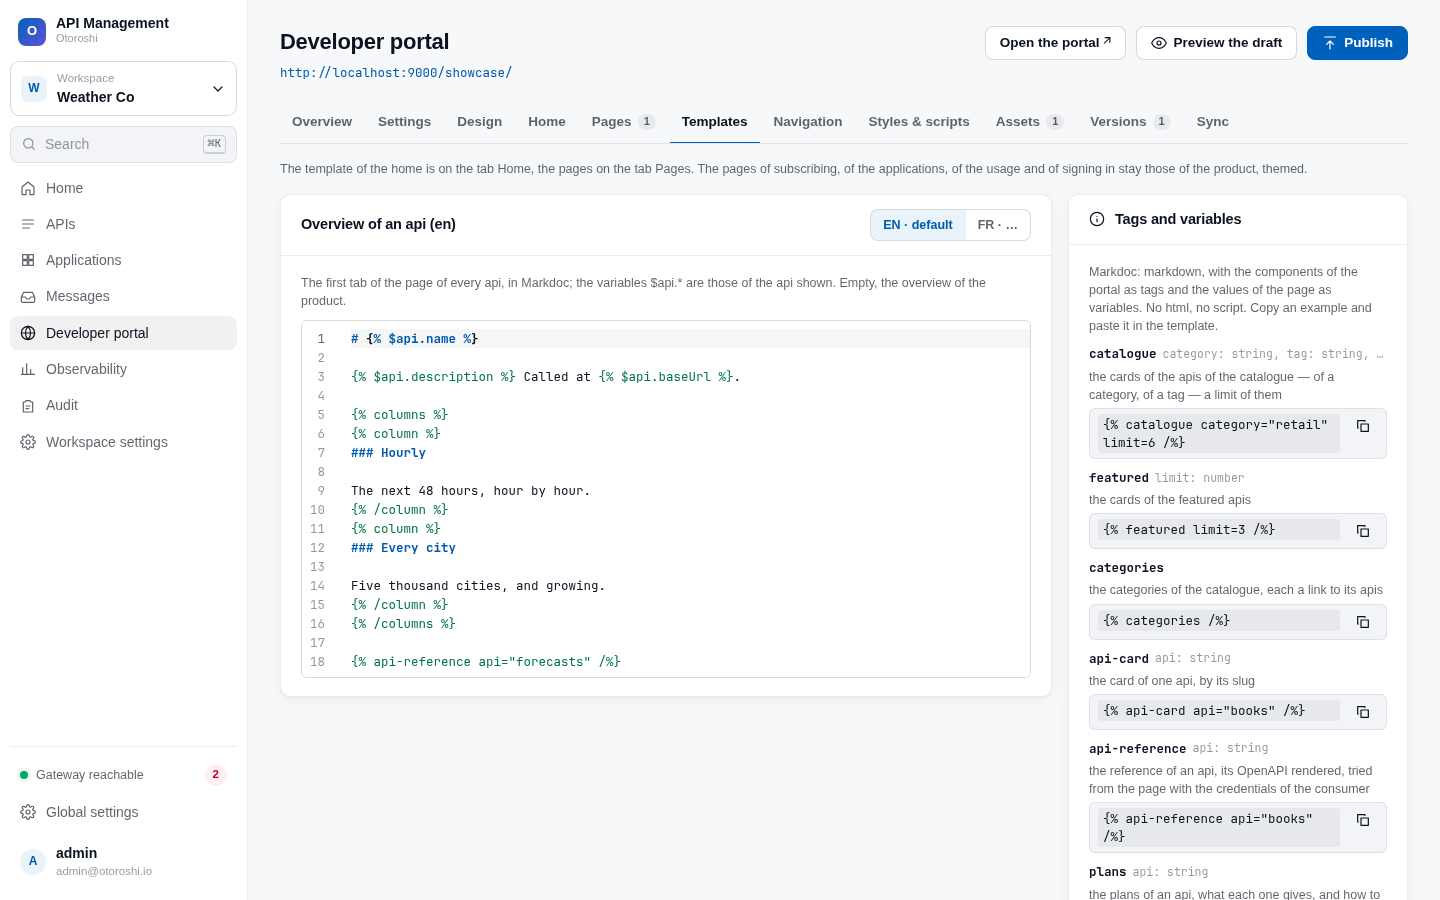 O
API Management
Otoroshi
W
Workspace
Weather Co
Search
⌘K
Home
APIs
Applications
Messages
Developer portal
Observability
Audit
Workspace settings
Gateway reachable
2
Global settings
A
admin
admin@otoroshi.io
Developer portal
http://localhost:9000/showcase/
Open the portal ↗
Preview the draft
Publish
Overview
Settings
Design
Home
Pages 1
Templates
Navigation
Styles & scripts
Assets 1
Versions 1
Sync
The template of the home is on the tab Home, the pages on the tab Pages. The pages of subscribing, of the applications, of the usage and of signing in stay those of the product, themed.
Overview of an api (en)
EN · default
FR · …
The first tab of the page of every api, in Markdoc; the variables $api.* are those of the api shown. Empty, the overview of the
product.
1 # {% $api.name %}
2
3 {% $api.description %} Called at {% $api.baseUrl %}.
4
5 {% columns %}
6 {% column %}
7 ### Hourly
8
9 The next 48 hours, hour by hour.
10 {% /column %}
11 {% column %}
12 ### Every city
13
14 Five thousand cities, and growing.
15 {% /column %}
16 {% /columns %}
17
18 {% api-reference api="forecasts" /%}
Tags and variables
Markdoc: markdown, with the components of the
portal as tags and the values of the page as
variables. No html, no script. Copy an example and
paste it in the template.
catalogue category: string, tag: string, …
the cards of the apis of the catalogue — of a
category, of a tag — a limit of them
{% catalogue category="retail"
limit=6 /%}
featured limit: number
the cards of the featured apis
{% featured limit=3 /%}
categories
the categories of the catalogue, each a link to its apis
{% categories /%}
api-card api: string
the card of one api, by its slug
{% api-card api="books" /%}
api-reference api: string
the reference of an api, its OpenAPI rendered, tried
from the page with the credentials of the consumer
{% api-reference api="books"
/%}
plans api: string
the plans of an api, what each one gives, and how to